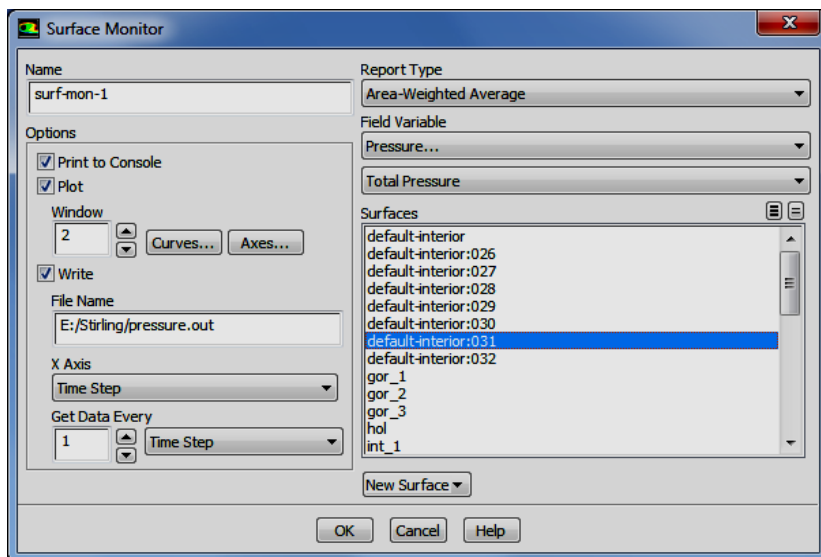 Surface Monitor
Name
surf-mon-1
Options
Print to Console
Plot
Window
2
Curves...
Axes...
Write
File Name
E:/Stirling/pressure.out
X Axis
Time Step
Get Data Every
1
Time Step
Report Type
Area-Weighted Average
Field Variable
Pressure...
Total Pressure
Surfaces
default-interior
default-interior:026
default-interior:027
default-interior:028
default-interior:029
default-interior:030
default-interior:031
default-interior:032
gor_1
gor_2
gor_3
hol
int_1
New Surface
OK
Cancel
Help